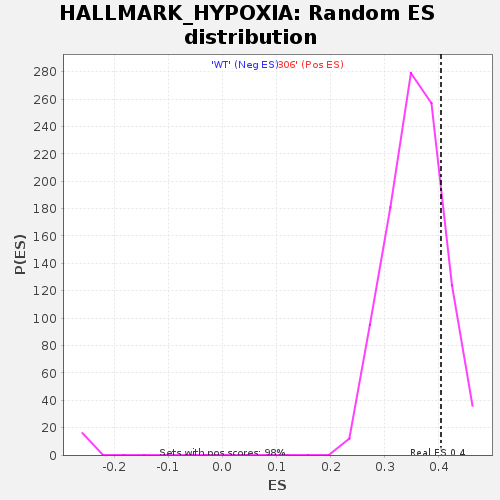 HALLMARK_HYPOXIA: Random ES
distribution
'WT' (Neg ES)
306' (Pos ES)
280
260
240
220
200
180
160
140
120
100
80
60
40
20
0
P(ES)
Sets with pos scores: 98%
Real ES 0.4
-0.2
-0.1
0.0
0.1
0.2
0.3
0.4
ES